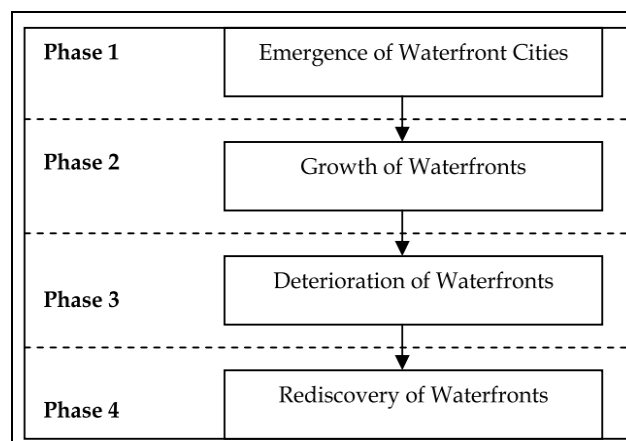 Phase 1
Emergence of Waterfront Cities
Phase 2
Growth of Waterfronts
Phase 3
Deterioration of Waterfronts
Phase 4
Rediscovery of Waterfronts